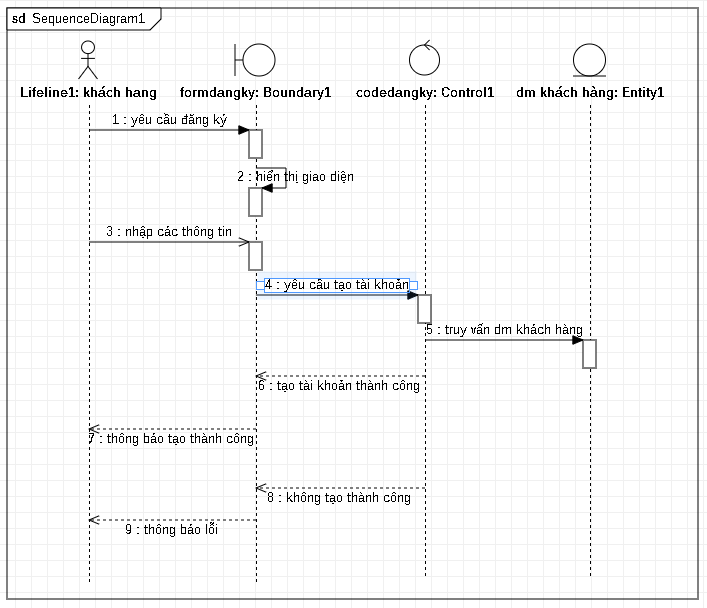 sd SequenceDiagram1
Lifeline1: khách hang
formdangky: Boundary1
codedangky: Control1
dm khách hàng: Entity1
1 : yêu cầu đăng ký
2 : hiển thị giao diện
3 : nhập các thông tin
4 : yêu cầu tạo tài khoản
5 : truy vấn dm khách hàng
6 : tạo tài khoản thành công
7 : thông báo tạo thành công
8 : không tạo thành công
9 : thông báo lỗi